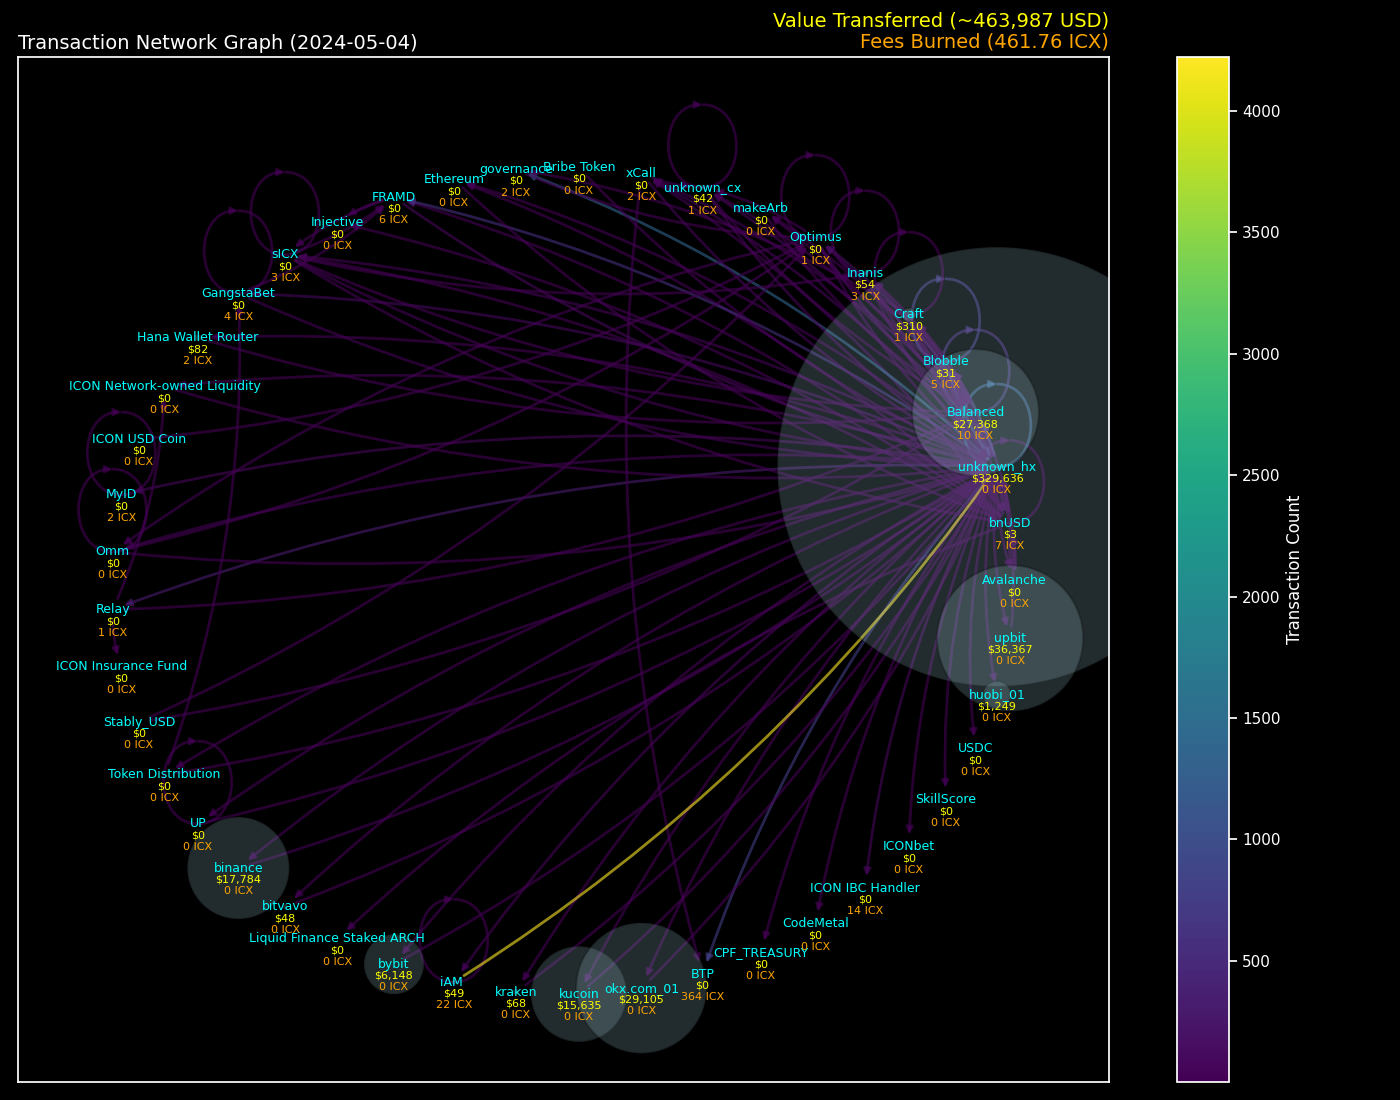 Value Transferred (~463,987 USD)
Transaction Network Graph (2024-05-04)
Fees Burned (461.76 ICX)
governance
$0
2 ICX
Bribe Token
$0
0 ICX
Ethereum
$0
0 ICX
xCall
$0
2 ICX
unknown_cx
$42
1 ICX
FRAMD
$0
6 ICX
makeArb
$0
0 ICX
Injective
$0
0 ICX
Optimus
$0
1 ICX
sICX
$0
3 ICX
Inanis
$54
3 ICX
GangstaBet
$0
4 ICX
Craft
$310
1 ICX
Hana Wallet Router
$82
2 ICX
Blobble
$31
5 ICX
ICON Network-owned Liquidity
$0
0 ICX
Balanced
$27,368
10 ICX
ICON USD Coin
$0
0 ICX
unknown_hx
$329,636
0 ICX
MyID
$0
2 ICX
bnUSD
$3
7 ICX
Omm
$0
0 ICX
Avalanche
$0
0 ICX
Relay
$0
1 ICX
upbit
$36,367
0 ICX
ICON Insurance Fund
$0
0 ICX
huobi_01
$1,249
0 ICX
Stably_USD
$0
0 ICX
USDC
$0
0 ICX
Token Distribution
$0
0 ICX
SkillScore
$0
0 ICX
UP
$0
0 ICX
ICONbet
$0
0 ICX
binance
$17,784
0 ICX
ICON IBC Handler
$0
14 ICX
bitvavo
$48
0 ICX
CodeMetal
$0
0 ICX
Liquid Finance Staked ARCH
$0
0 ICX
CPF_TREASURY
$0
0 ICX
bybit
$6,148
0 ICX
BTP
$0
364 ICX
iAM
$49
22 ICX
kraken
$68
0 ICX
kucoin
$15,635
0 ICX
okx.com_01
$29,105
0 ICX
4000
3500
3000
2500
2000
1500
1000
500
Transaction Count